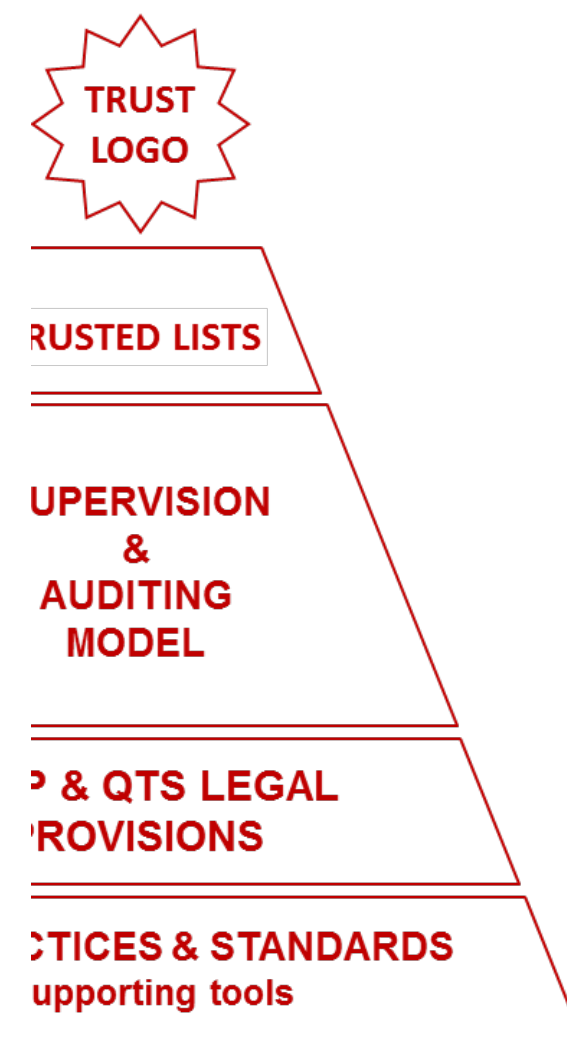 TRUST
LOGO
RUSTED LISTS
UPERVISION
&
AUDITING
MODEL
P & QTS LEGAL
ROVISIONS
CTICES & STANDARDS
upporting tools